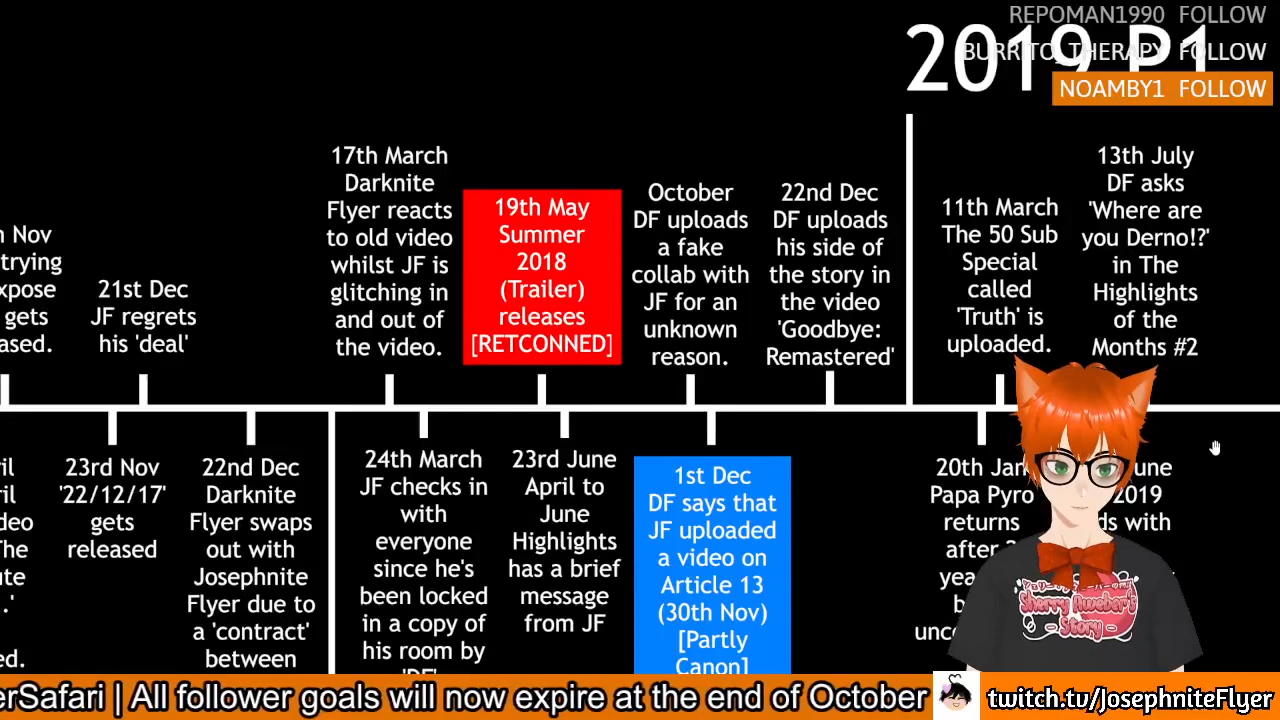 REPOMAN1990 FOLLOW
2019 P1
BURRITO_THERAPY FOLLOW
NOAMBY1 FOLLOW
Nov
trying
gets
21st Dec
JF regrets
his 'deal'
17th March
Darknite
Flyer reacts
to old video
whilst JF is
glitching in
and out of
the video.
19th May
Summer
2018
(Trailer)
releases
[RETCONNED]
October
DF uploads
a fake
collab with
JF for an
unknown
reason.
22nd Dec
DF uploads
his side of
the story in
the video
'Goodbye:
Remastered'
11th March
The 50 Sub
Special
called
'Truth' is
uploaded.
13th July
DF asks
'Where are
you Derno!?'
in The
Highlights
of the
Months #2
23rd Nov
'22/12/17'
gets
released
22nd Dec
Darknite
Flyer swaps
out with
Josephnite
Flyer due to
a 'contract'
between
24th March
JF checks in
with
everyone
since he's
been locked
in a copy of
his room by
'DF'
23rd June
April to
June
Highlights
has a brief
message
from JF
1st Dec
DF says that
JF uploaded
a video on
Article 13
(30th Nov)
[Partly
Canon]
20th Jan
Papa Pyro
returns
after
2019
with
Sherry Aweber's
- Story -
erSafari | All follower goals will now expire at the end of October
twitch.tv/JosephniteFlyer